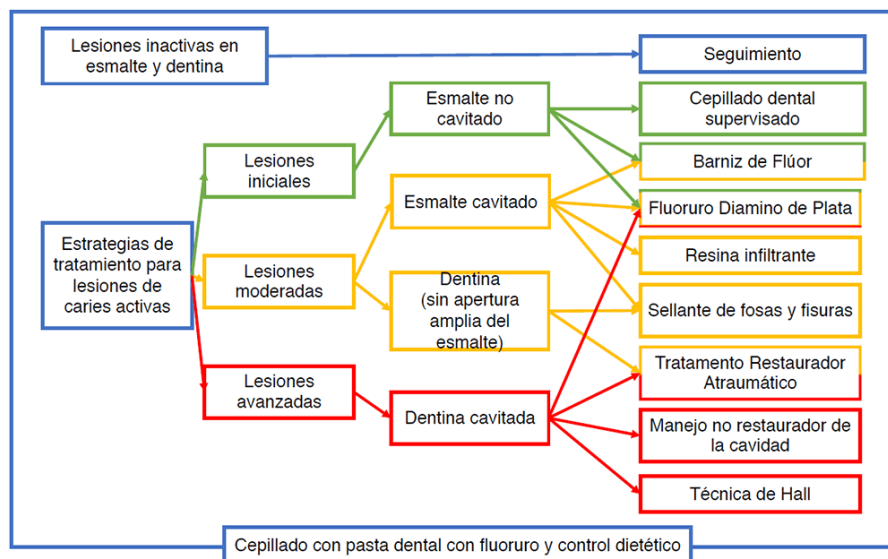 Lesiones inactivas en
esmalte y dentina
Seguimiento
Esmalte no
cavitado
Cepillado dental
supervisado
Lesiones
iniciales
Barniz de Flúor
Esmalte cavitado
Fluoruro Diamino de Plata
Estrategias de
tratamiento para
lesiones de
caries activas
Lesiones
moderadas
Resina infiltrante
Dentina
(sin apertura
amplia del
esmalte)
Sellante de fosas y fisuras
Tratamiento Restaurador
Atraumático
Lesiones
avanzadas
Dentina cavitada
Manejo no restaurador de
la cavidad
Técnica de Hall
Cepillado con pasta dental con fluoruro y control dietético